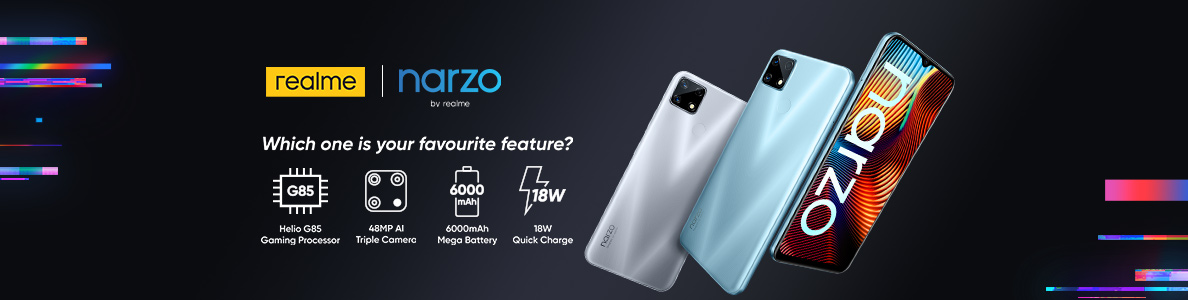 realme
narzo
by realme
Which one is your favourite feature?
G85
Helio G85
Gaming Processor
48MP AI
Triple Camera
6000
mAh
6000mAh
Mega Battery
18W
18W
Quick Charge
narzo
narzo